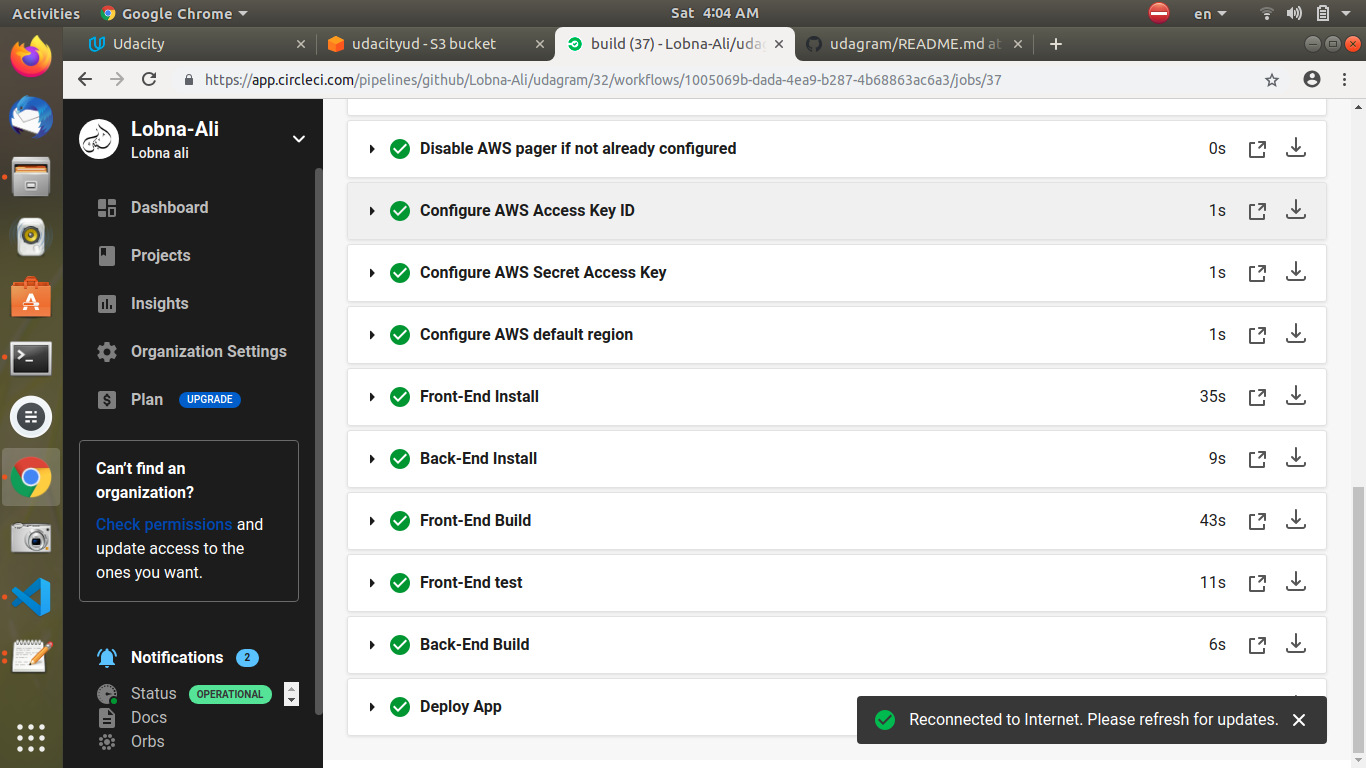 Activities
Google Chrome
Sat 4:04 AM
en
Udacity
udacityud - S3 bucket
build (37) - Lobna-Ali/uda
udagram/README.md at
https://app.circleci.com/pipelines/github/Lobna-Ali/udagram/32/workflows/1005069b-dada-4ea9-b287-4b68863ac6a3/jobs/37
Lobna-Ali
Lobna ali
Dashboard
Projects
Insights
Organization Settings
Plan UPGRADE
Can't find an
organization?
Check permissions and
update access to the
ones you want.
Notifications 2
Status OPERATIONAL
Docs
Orbs
Disable AWS pager if not already configured 0s
Configure AWS Access Key ID 1s
Configure AWS Secret Access Key 1s
Configure AWS default region 1s
Front-End Install 35s
Back-End Install 9s
Front-End Build 43s
Front-End test 11s
Back-End Build 6s
Deploy App
Reconnected to Internet. Please refresh for updates.